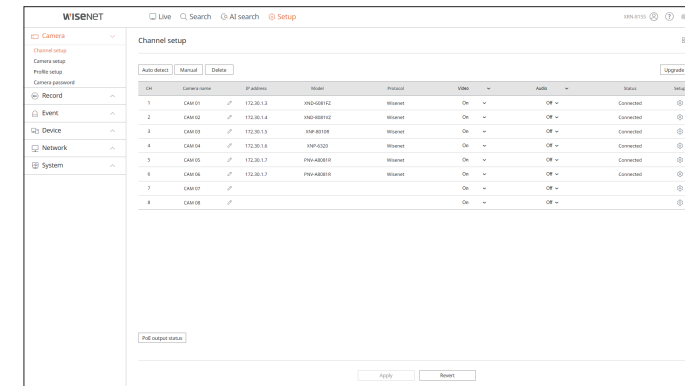 WISENET
Live Search AI search Setup
Camera
Channel setup
Camera setup
Profile setup
Camera password
Record
Event
Device
Network
System
Channel setup
Auto detect Manual Delete Upgrade
CH Camera name IP address Model Protocol Video Audio Status Setup
1 CAM 01 172.30.1.3 XND-6081FZ Wisenet On Off Connected
2 CAM 02 172.30.1.4 XND-8081VZ Wisenet On Off Connected
3 CAM 03 172.30.1.5 XNF-8010R Wisenet On Off Connected
4 CAM 04 172.30.1.6 XNP-6320 Wisenet On Off Connected
5 CAM 05 172.30.1.7 PNV-A8081R Wisenet On Off Connected
6 CAM 06 172.30.1.7 PNV-A8081R Wisenet On Off Connected
7 CAM 07 On Off
8 CAM 08 On Off
PoE output status
Apply Revert